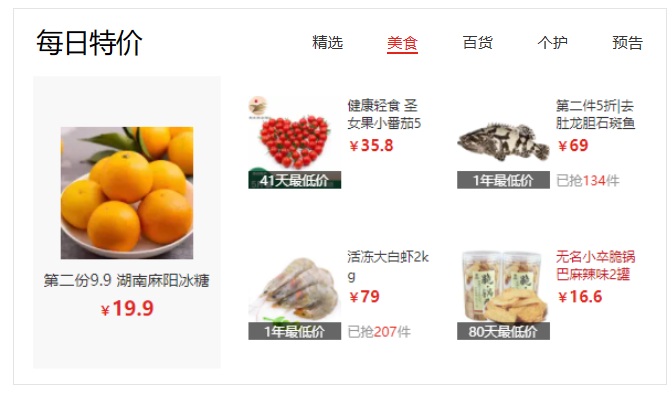 每日特价
精选
美食
百货
个护
预告
第二份9.9 湖南麻阳冰糖
￥19.9
健康轻食 圣
女果小番茄5
￥35.8
41天最低价
第二件5折|去
肚龙胆石斑鱼
￥69
已抢134件
1年最低价
活冻大白虾2k
g
￥79
已抢207件
1年最低价
无名小卒脆锅
巴麻辣味2罐
￥16.6
80天最低价